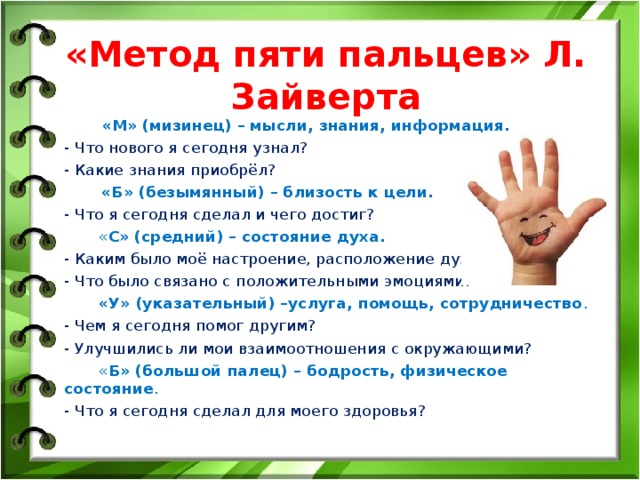 «Метод пяти пальцев» Л.
Зайверта
«М» (мизинец) – мысли, знания, информация.
- Что нового я сегодня узнал?
- Какие знания приобрёл?
«Б» (безымянный) – близость к цели.
- Что я сегодня сделал и чего достиг?
«С» (средний) – состояние духа.
- Каким было моё настроение, расположение
- Что было связано с положительными эмоциями
«У» (указательный) –услуга, помощь, сотрудничество.
- Чем я сегодня помог другим?
- Улучшились ли мои взаимоотношения с окружающими?
«Б» (большой палец) – бодрость, физическое
состояние.
- Что я сегодня сделал для моего здоровья?